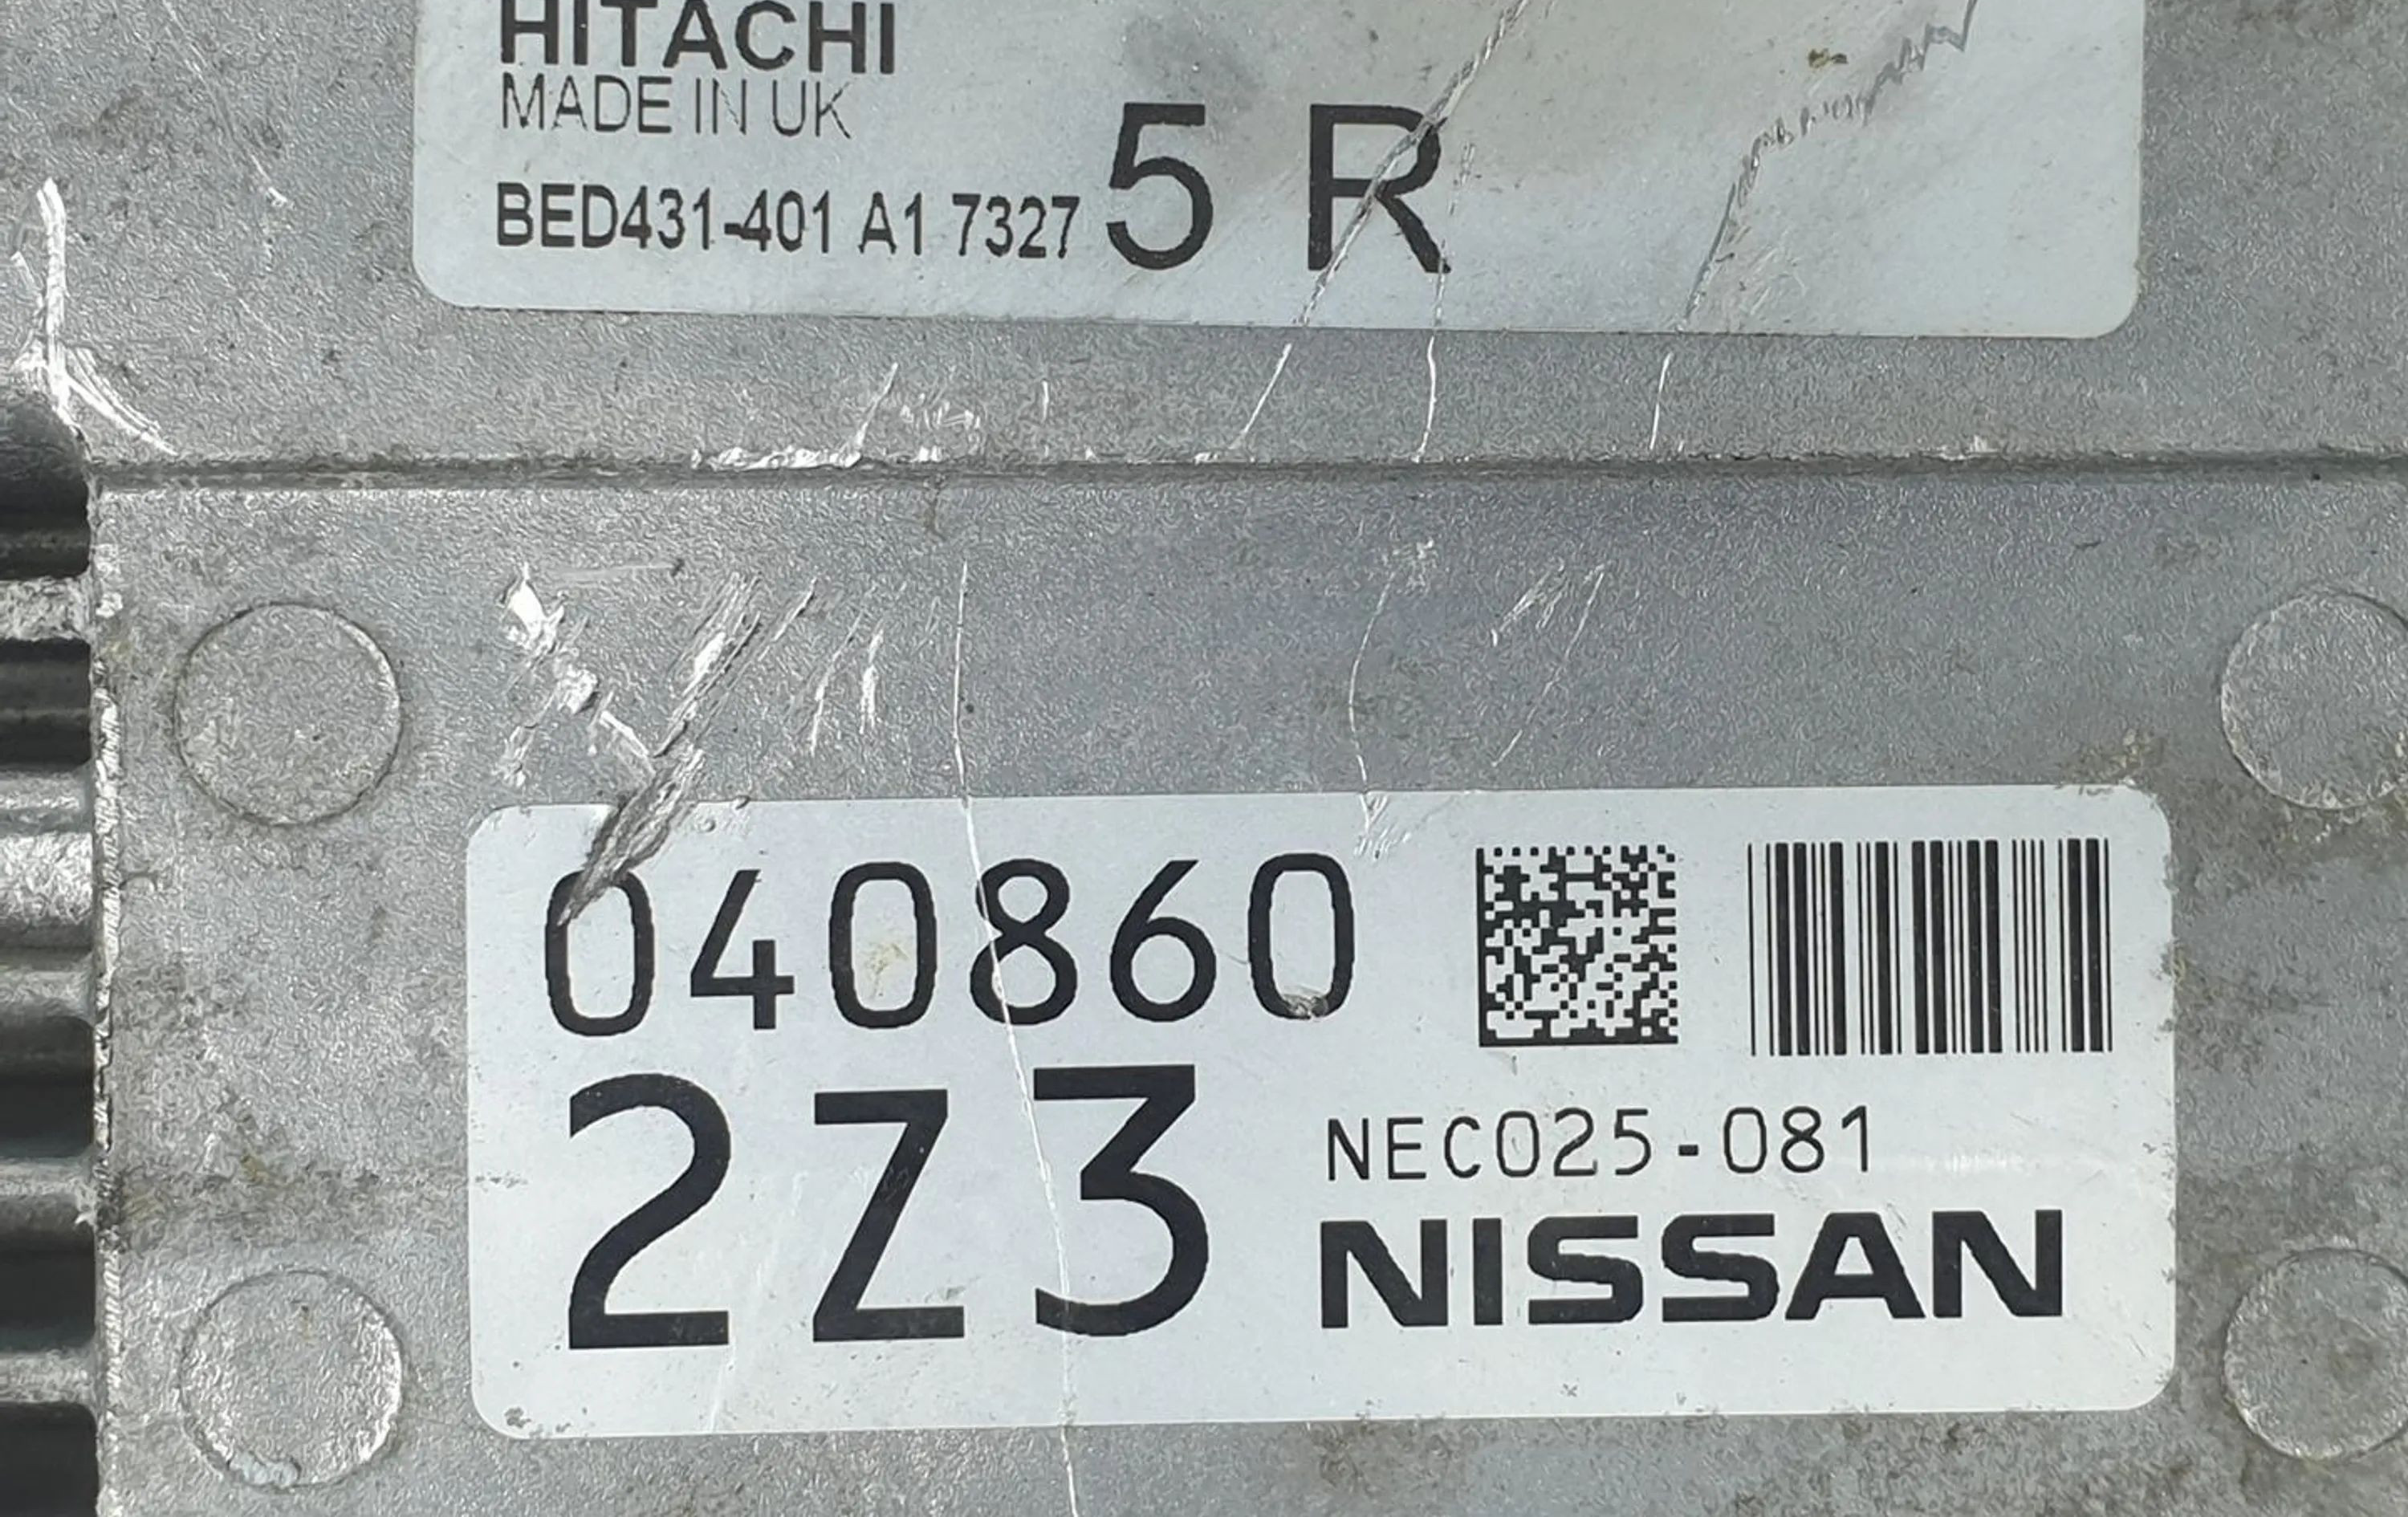 HITACHI
MADE IN UK
BED431-401 A1 7327 5 R
040860
2Z3
NEC025-081
NISSAN